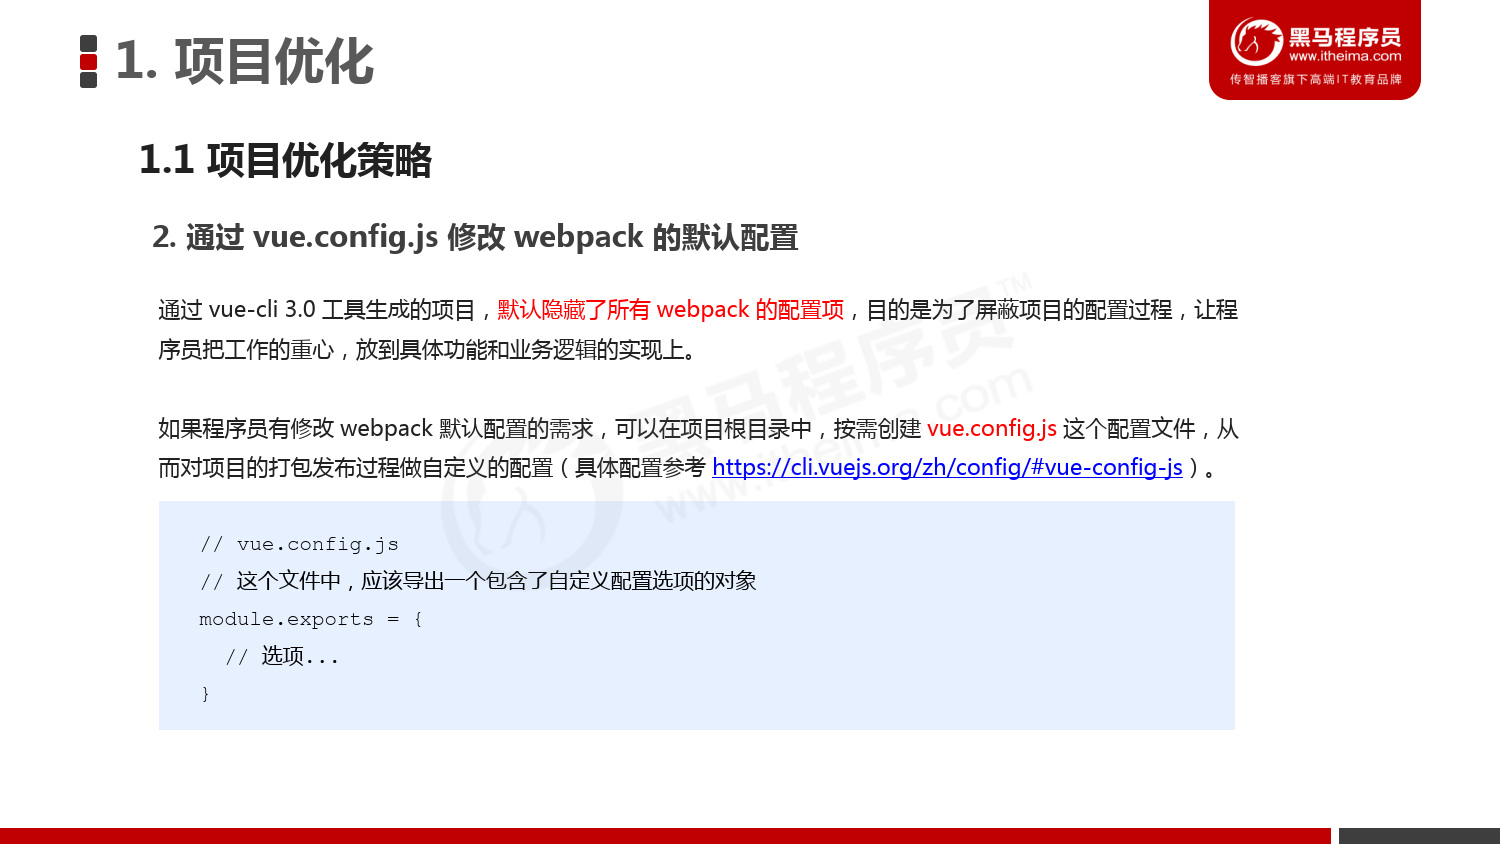 1. 项目优化
黑马程序员
www.itheima.com
传智播客旗下高端IT教育品牌
1.1 项目优化策略
2. 通过 vue.config.js 修改 webpack 的默认配置
通过 vue-cli 3.0 工具生成的项目，默认隐藏了所有 webpack 的配置项，目的是为了屏蔽项目的配置过程，让程
序员把工作的重心，放到具体功能和业务逻辑的实现上。
如果程序员有修改 webpack 默认配置的需求，可以在项目根目录中，按需创建 vue.config.js 这个配置文件，从
而对项目的打包发布过程做自定义的配置（具体配置参考 https://cli.vuejs.org/zh/config/#vue-config-js）。
// vue.config.js
// 这个文件中，应该导出一个包含了自定义配置选项的对象
module.exports = {
  // 选项...
}
黑马程序员™
www.itheima.com